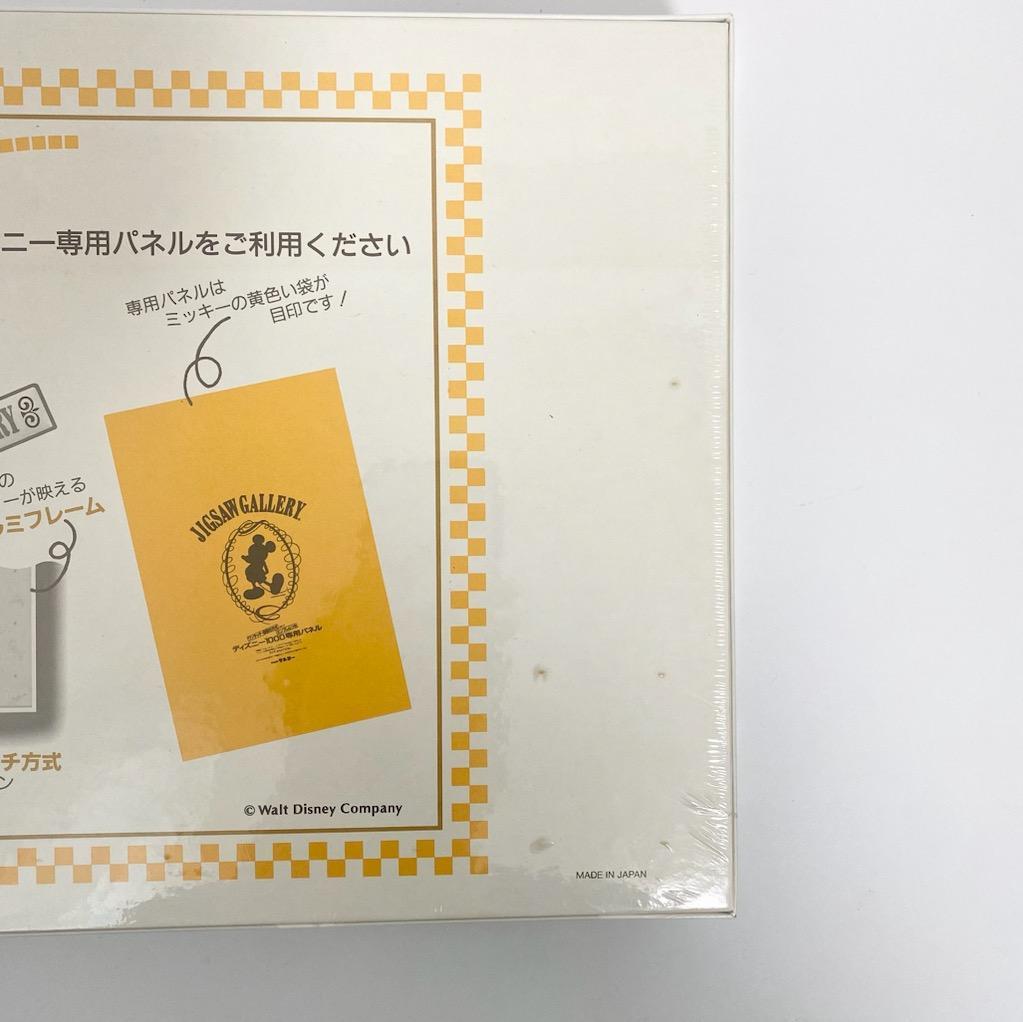 ニー専用パネルをご利用ください
専用パネルは
ミッキーの黄色い袋が
目印です!
RY
の
ーが映える
ラミフレーム
JIGSAW GALLERY
ディズニー1000専用パネル
チ方式
ン
© Walt Disney Company
MADE IN JAPAN